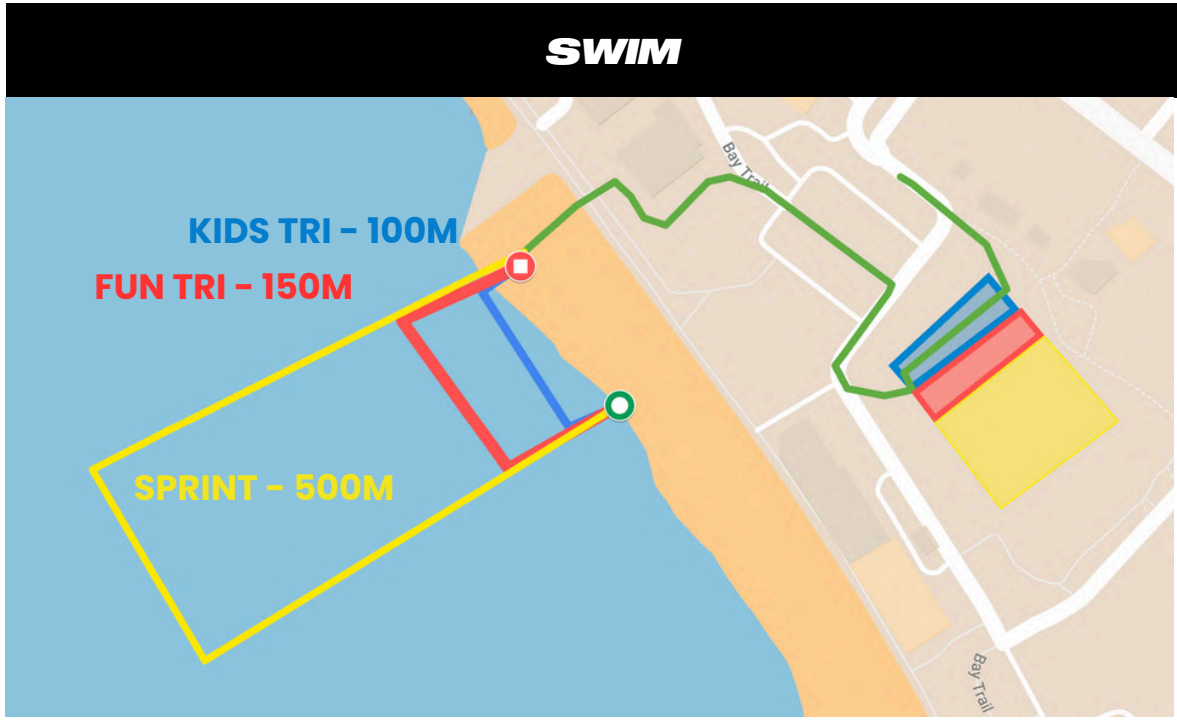 SWIM
Bay Trail
KIDS TRI - 100M
FUN TRI - 150M
SPRINT - 500M
Bay Trail